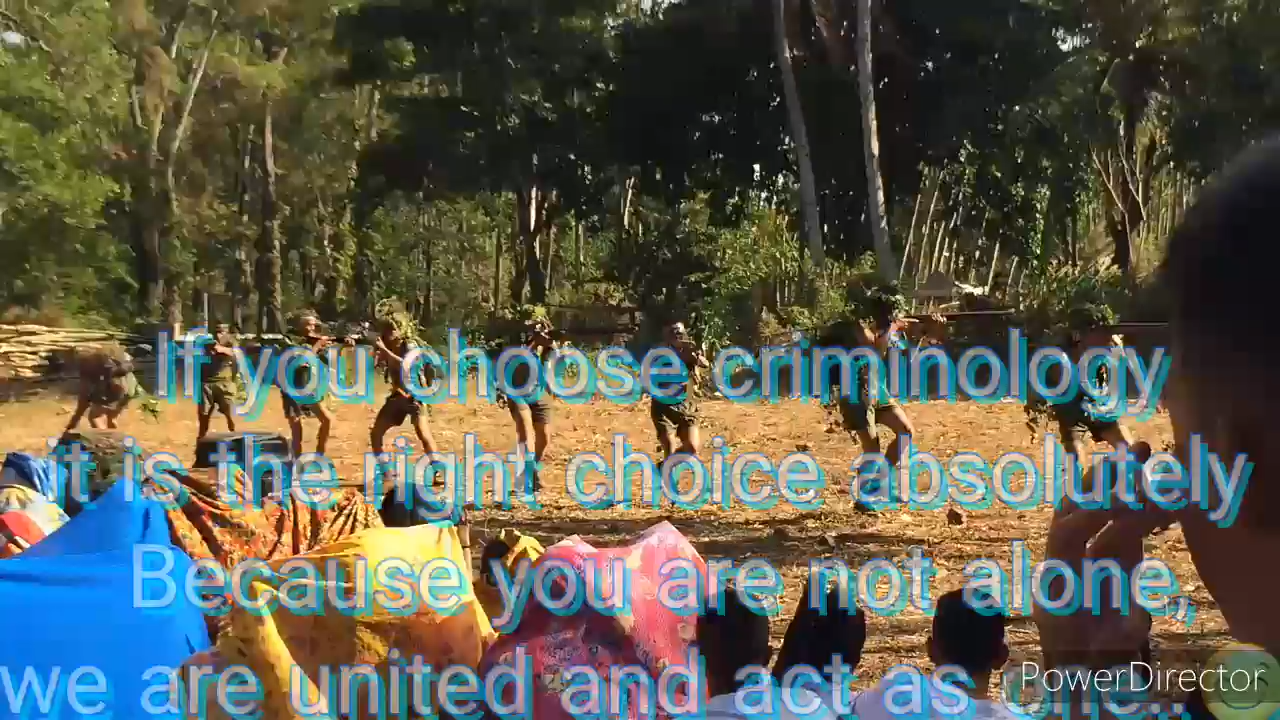 If you choose criminology
it is the right choice absolutely
Because you are not alone,
we are united and act as one..
PowerDirector